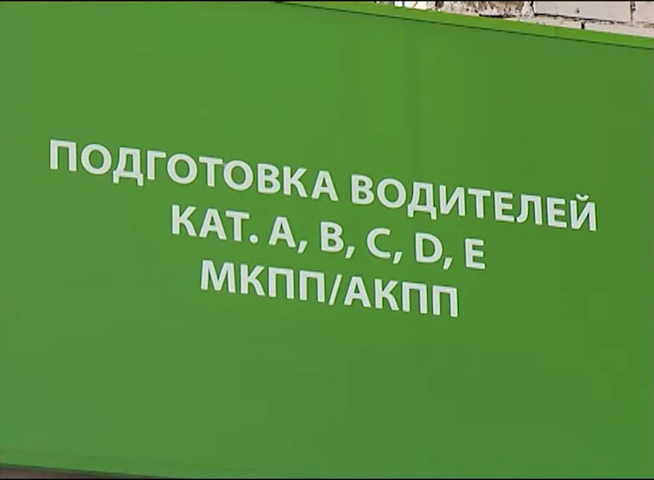 ПОДГОТОВКА ВОДИТЕЛЕЙ
КАТ. A, B, C, D, E
МКПП/АКПП